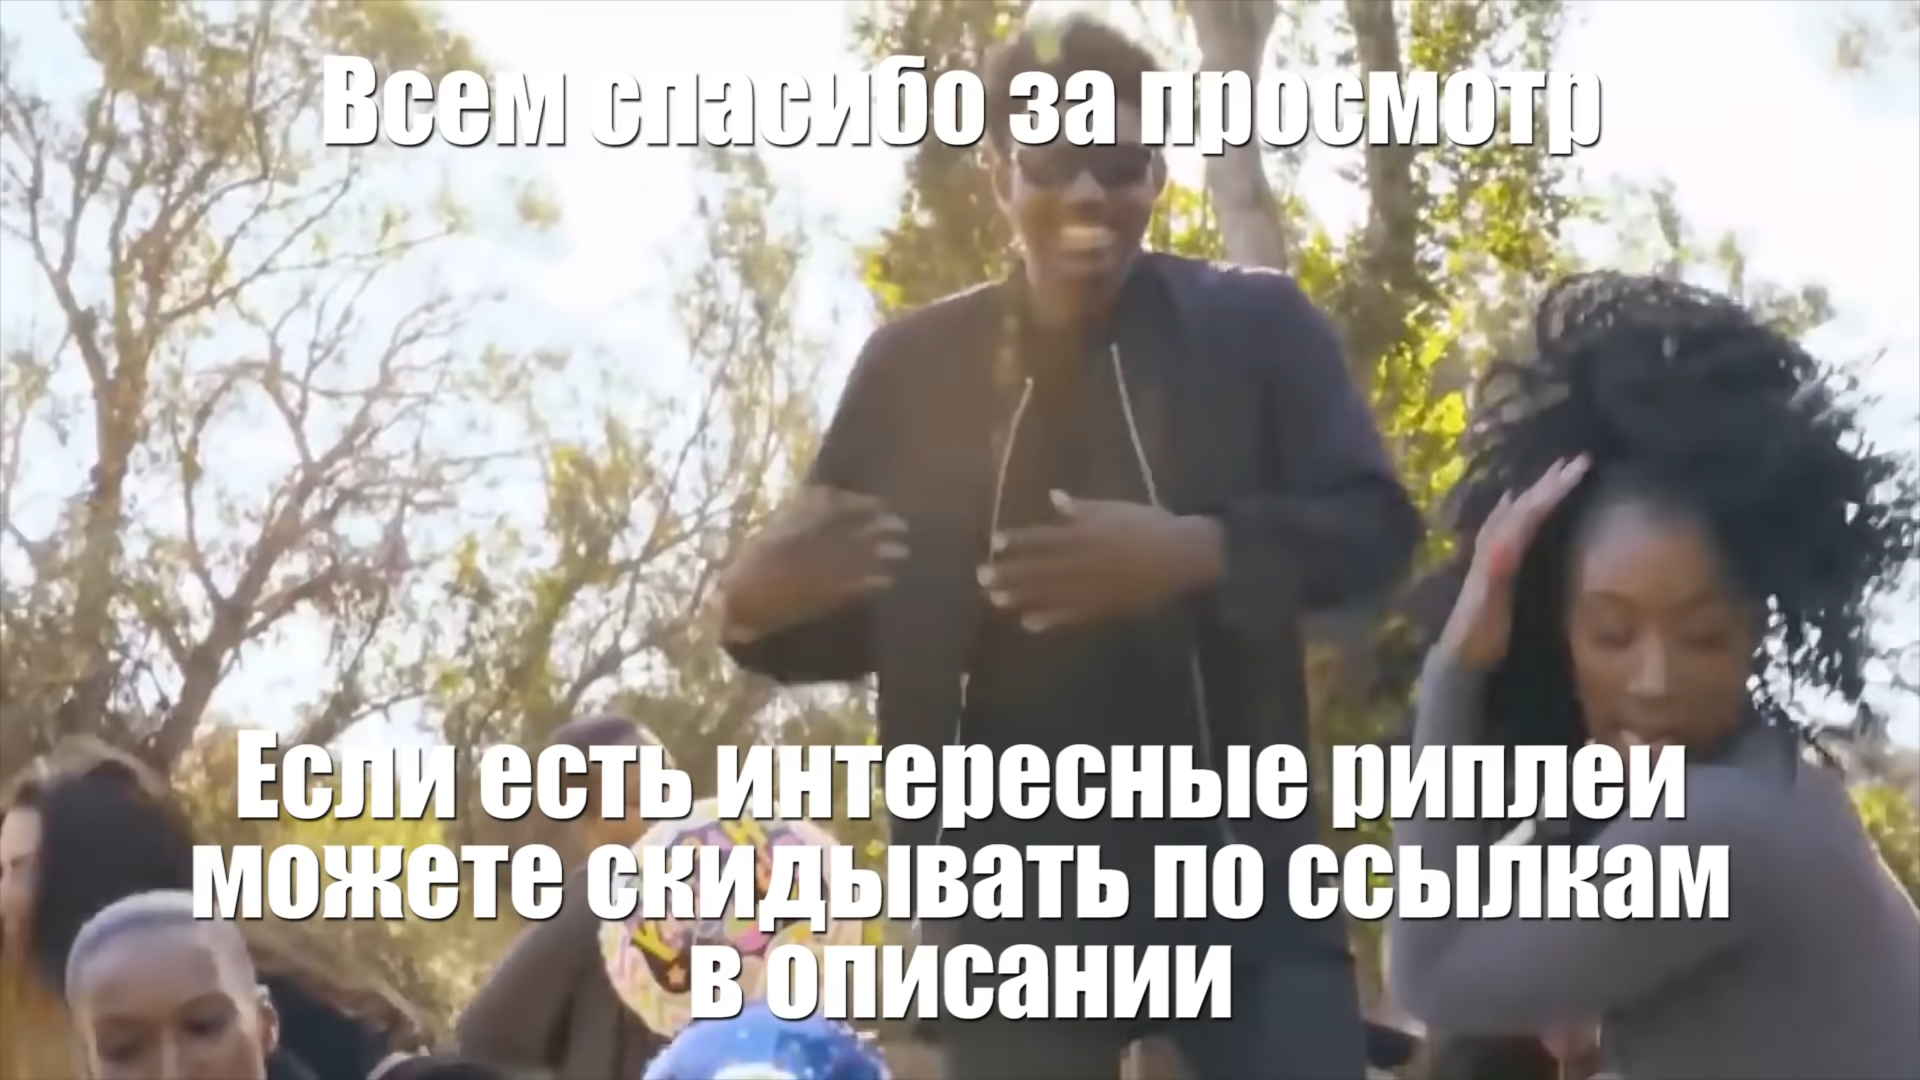 Всем спасибо за просмотр
Если есть интересные риплеи
можете скидывать по ссылкам
в описании